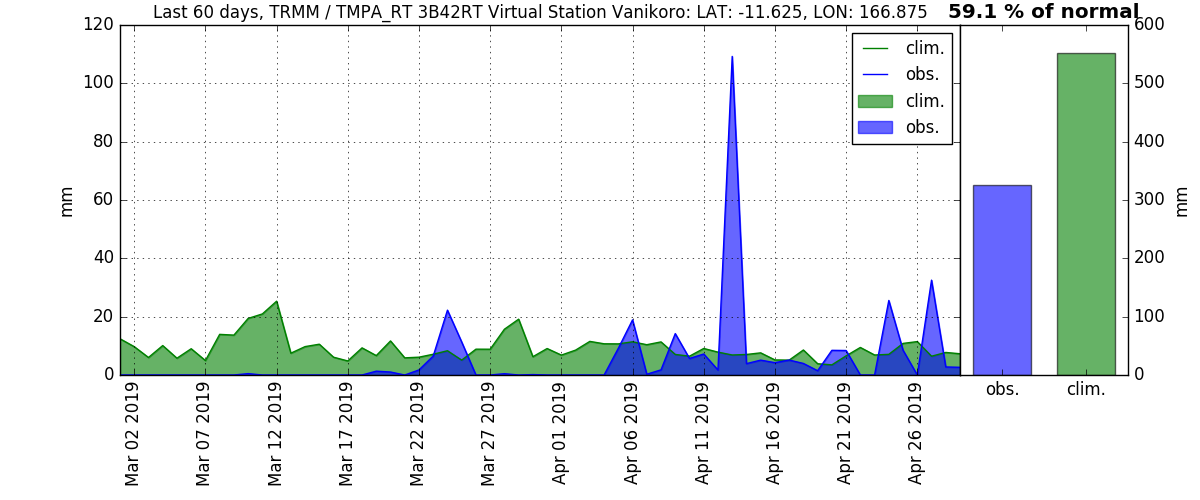 Last 60 days, TRMM / TMPA_RT 3B42RT Virtual Station Vanikoro: LAT: -11.625, LON: 166.875
59.1 % of normal
120
100
80
60
40
20
0
mm
clim.
obs.
clim.
obs.
600
500
400
300
200
100
0
mm
Mar 02 2019
Mar 07 2019
Mar 12 2019
Mar 17 2019
Mar 22 2019
Mar 27 2019
Apr 01 2019
Apr 06 2019
Apr 11 2019
Apr 16 2019
Apr 21 2019
Apr 26 2019
obs.
clim.